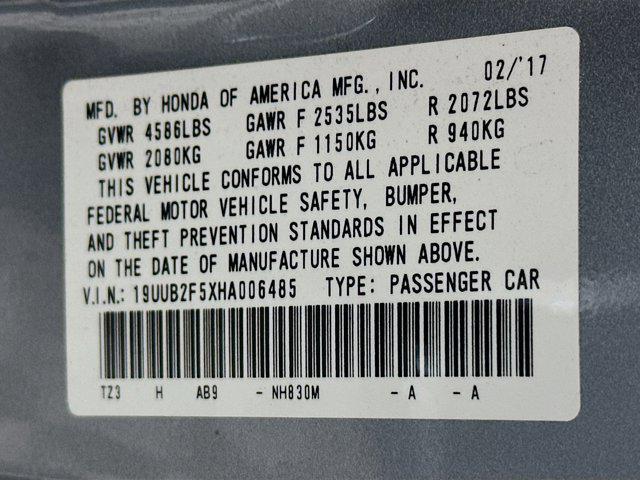 MFD. BY HONDA OF AMERICA MFG., INC. 02/'17
GVWR 4586LBS GAWR F 2535LBS R 2072LBS
GVWR 2080KG GAWR F 1150KG R 940KG
THIS VEHICLE CONFORMS TO ALL APPLICABLE
FEDERAL MOTOR VEHICLE SAFETY, BUMPER,
AND THEFT PREVENTION STANDARDS IN EFFECT
ON THE DATE OF MANUFACTURE SHOWN ABOVE.
V.I.N.: 19UUB2F5XHA006485 TYPE: PASSENGER CAR
TZ3 H AB9 - NH830M - A - A